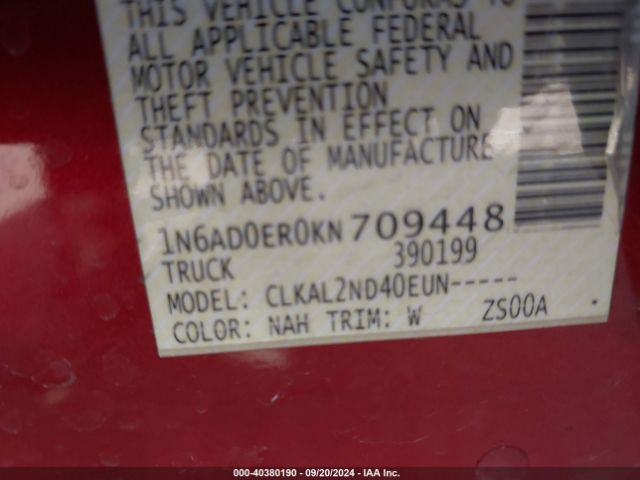 THIS VEHICLE CONFORMS TO
ALL APPLICABLE FEDERAL
MOTOR VEHICLE SAFETY AND
THEFT PREVENTION
STANDARDS IN EFFECT ON
THE DATE OF MANUFACTURE
SHOWN ABOVE.
1N6AD0ER0KN709448
TRUCK 390199
MODEL: CLKAL2ND40EUN-----
COLOR: NAH TRIM: W ZS00A .
000-40380190 - 09/20/2024 - IAA Inc.